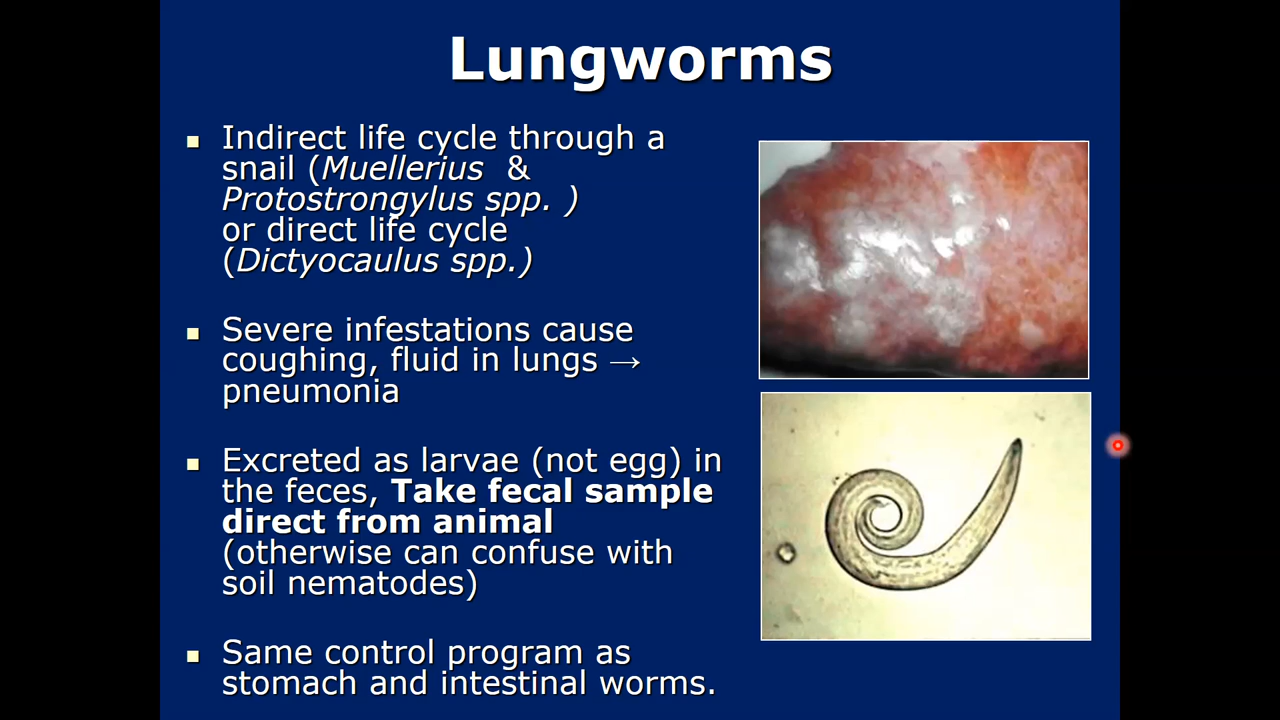 Lungworms
▪ Indirect life cycle through a
snail (Muellerius & 
Protostrongylus spp. )
or direct life cycle
(Dictyocaulus spp.)
▪ Severe infestations cause
coughing, fluid in lungs →
pneumonia
▪ Excreted as larvae (not egg) in
the feces, Take fecal sample
direct from animal
(otherwise can confuse with
soil nematodes)
▪ Same control program as
stomach and intestinal worms.